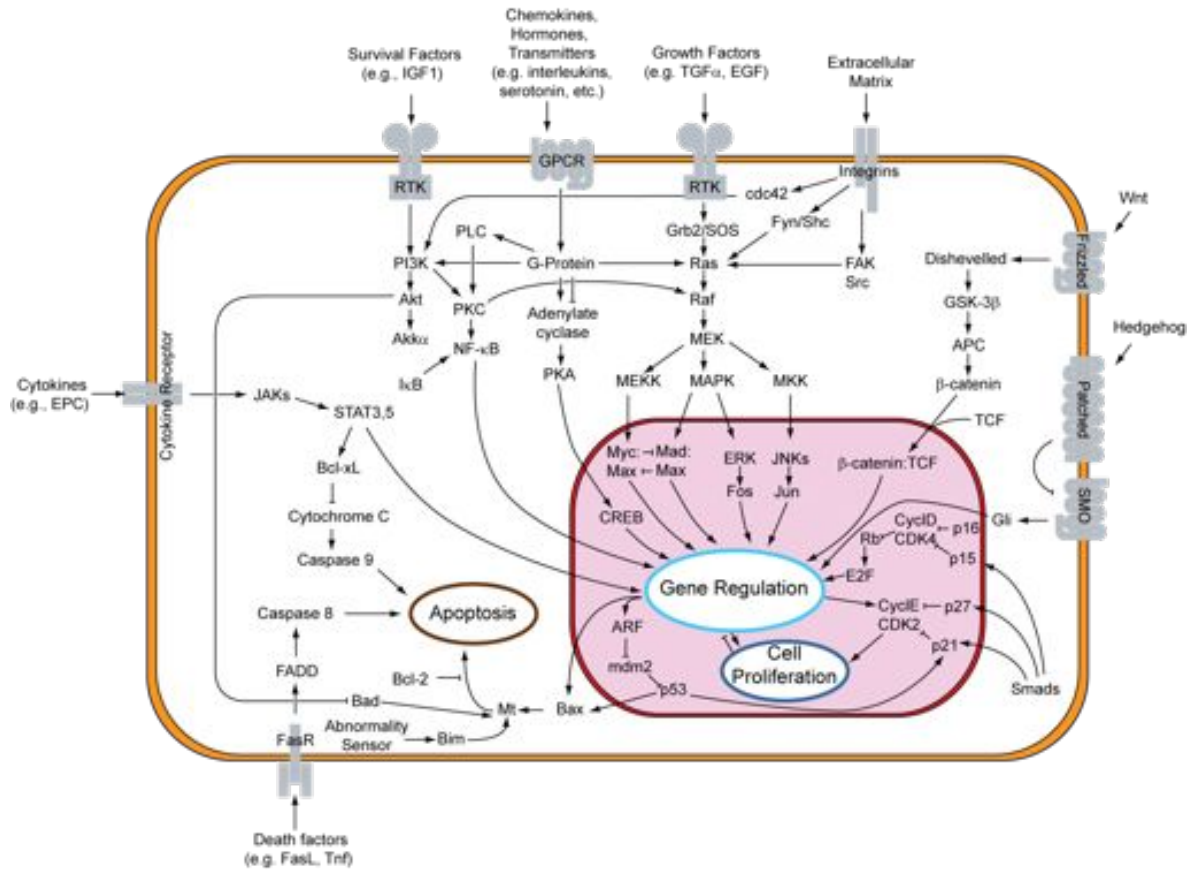 Chemokines,
Hormones,
Transmitters
(e.g. interleukins,
serotonin, etc.)
Survival Factors
(e.g., IGF1)
Growth Factors
(e.g. TGFα, EGF)
Extracellular
Matrix
GPCR
RTK
RTK
Integrins
cdc42
Wnt
Grb2/SOS
Fyn/Shc
PLC
Frizzled
PI3K
G-Protein
Ras
FAK
Src
Dishevelled
Akt
PKC
Adenylate
cyclase
Raf
GSK-3β
Akkα
NF-κB
MEK
APC
Hedgehog
IκB
PKA
MEKK
MAPK
MKK
β-catenin
Cytokines
(e.g., EPC)
Cytokine Receptor
JAKs
STAT3,5
TCF
Patched
Bcl-xL
Myc:
Max
Mad:
Max
ERK
JNKs
β-catenin:TCF
Fos
Jun
Cytochrome C
CREB
SMO
Gli
CyclD
CDK4
p16
Rb
p15
Caspase 9
E2F
Gene Regulation
Caspase 8
Apoptosis
CyclE
CDK2
p27
ARF
p21
FADD
mdm2
Cell
Proliferation
Bcl-2
p53
Smads
Bad
Mt
Bax
FasR
Abnormality
Sensor
Bim
Death factors
(e.g. FasL, Tnf)